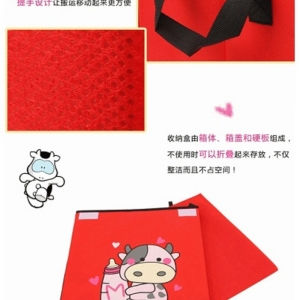 提手设计让搬运移动起来更方便
收纳盒由箱体、箱盖和硬板组成，
不使用时可以折叠起来存放，不仅
整洁而且不占空间！